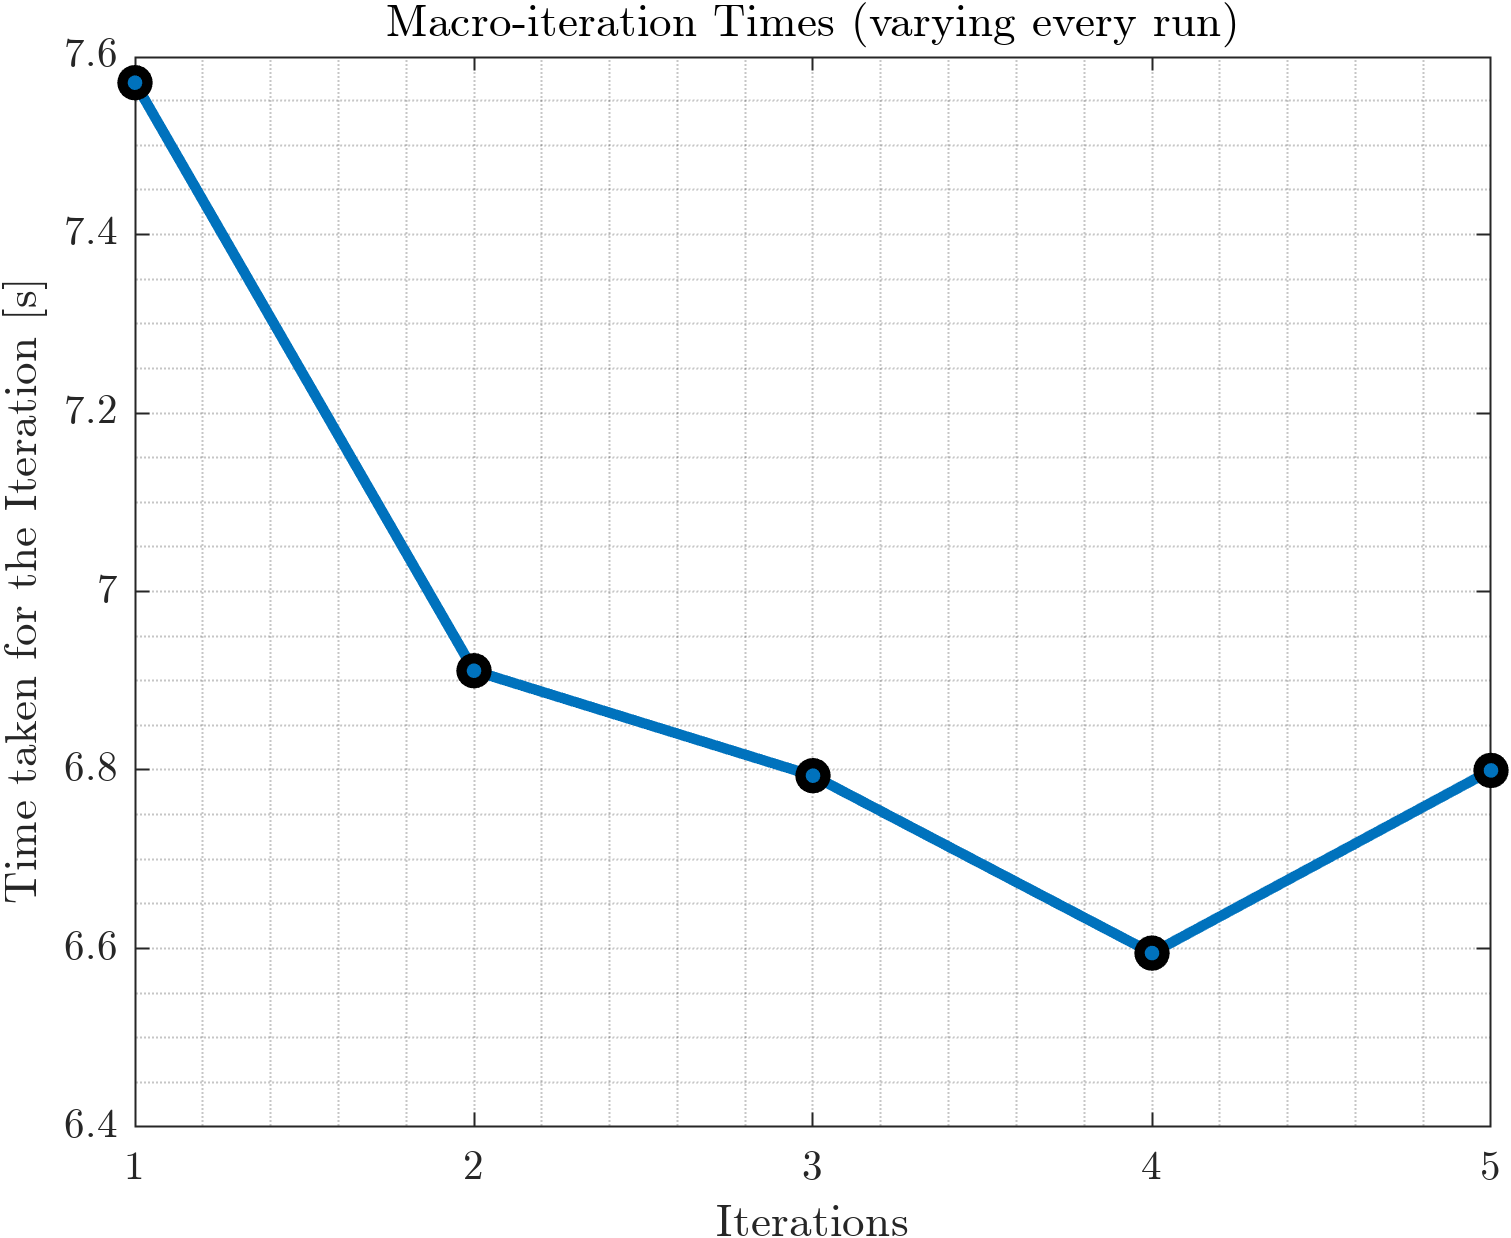 Macro-iteration Times (varying every run)
Time taken for the Iteration [s]
7.6
7.4
7.2
7
6.8
6.6
6.4
1 2 3 4 5
Iterations